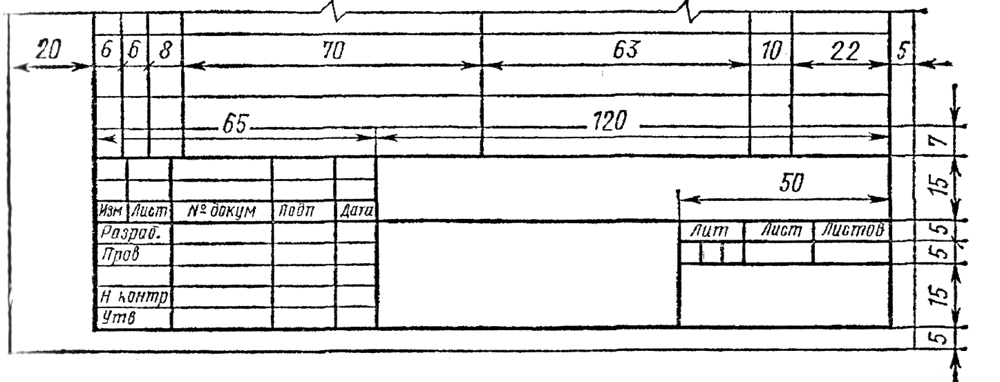 20 6 6 8 70 63 10 22 5
65 120
7
50 15
Изм Лист № докум Подп Дата
Разраб. Лит Лист Листов 5
Пров 5
15
Н контр
Утв
5